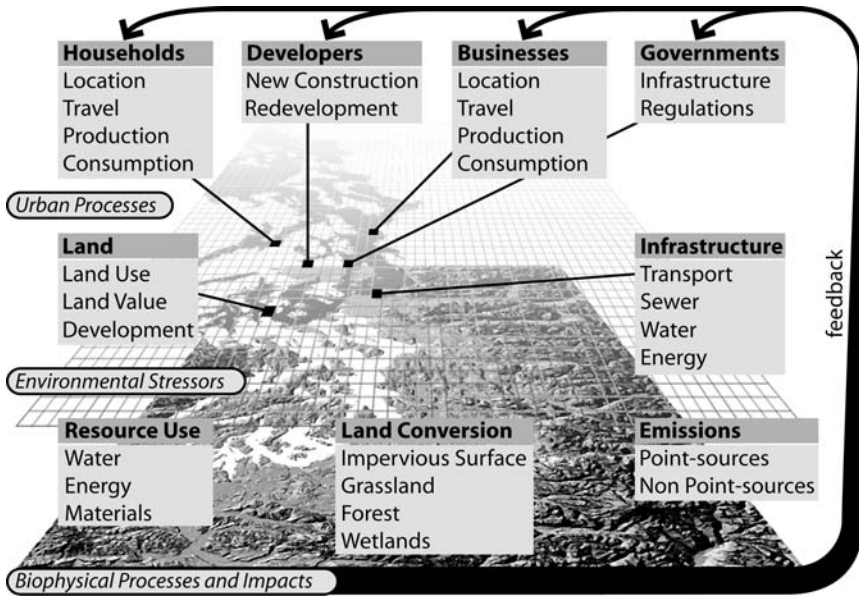 Households
Location
Travel
Production
Consumption
Developers
New Construction
Redevelopment
Businesses
Location
Travel
Production
Consumption
Governments
Infrastructure
Regulations
Urban Processes
Land
Land Use
Land Value
Development
Infrastructure
Transport
Sewer
Water
Energy
feedback
Environmental Stressors
Resource Use
Water
Energy
Materials
Land Conversion
Impervious Surface
Grassland
Forest
Wetlands
Emissions
Point-sources
Non Point-sources
Biophysical Processes and Impacts